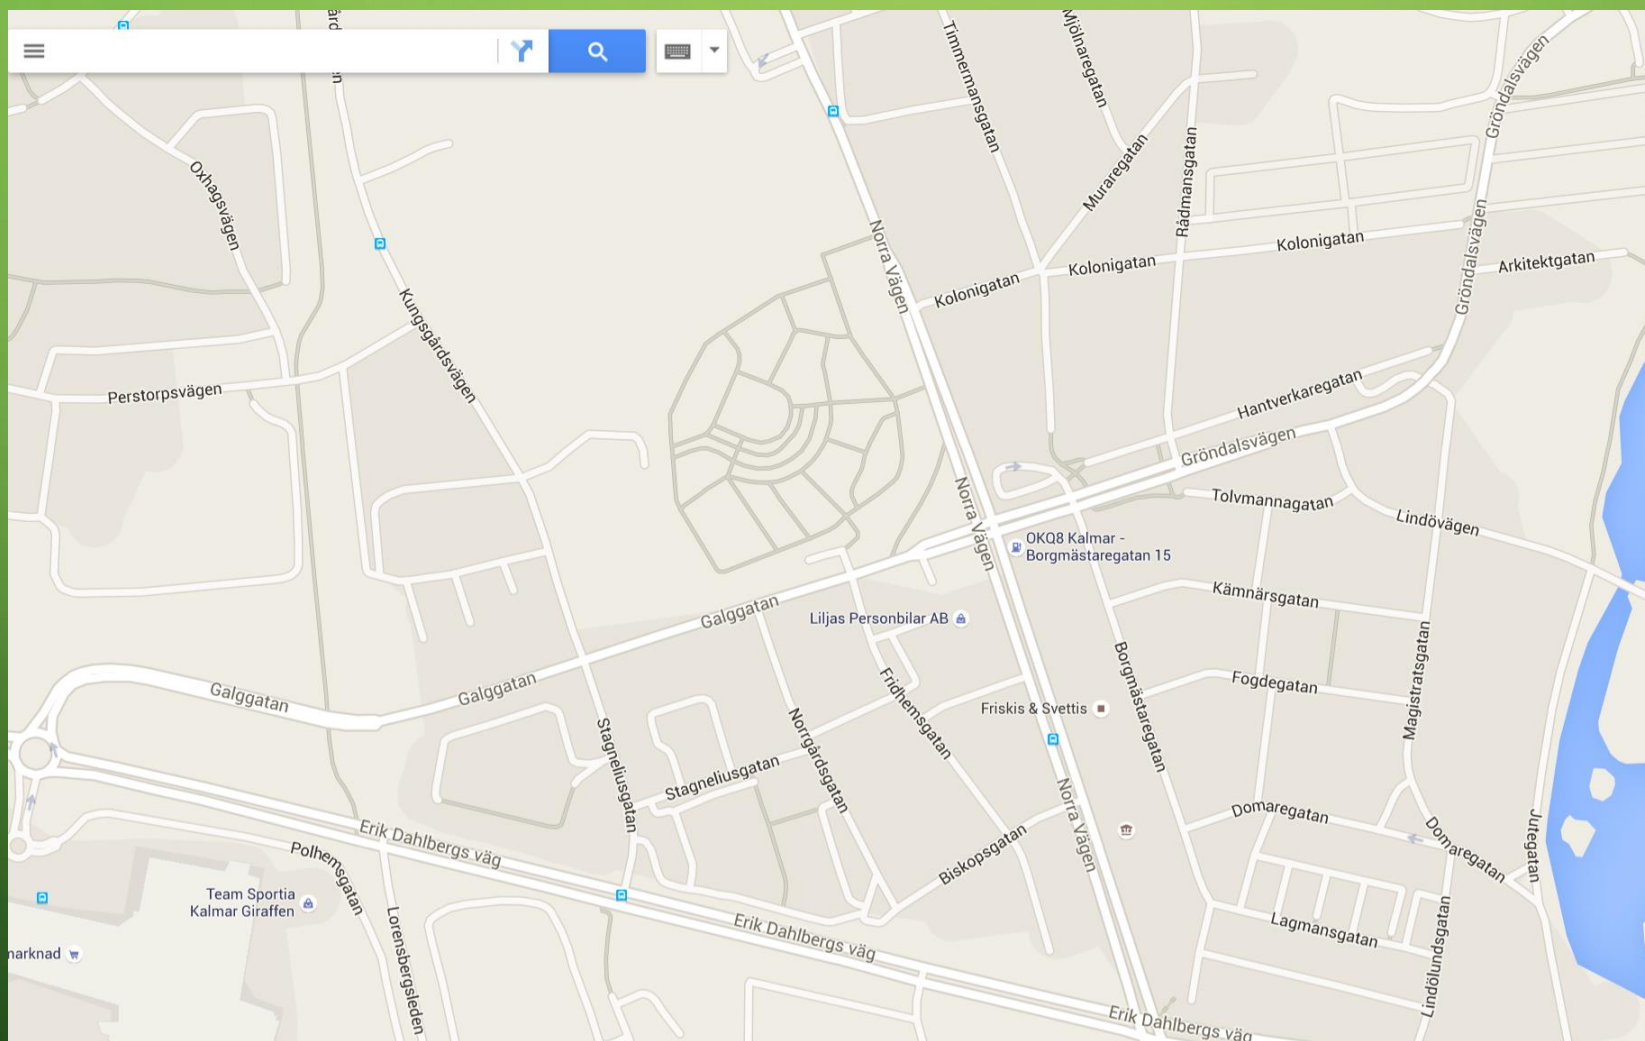 Timmermansgatan
Mjölnaregatan
Gröndalsvägen
Gröndalsvägen
Muraregatan
Rådmansgatan
Oxhagsvägen
Norra Vägen
Kolonigatan
Kolonigatan
Kolonigatan
Gröndalsvägen
Arkitektgatan
Kungsgårdsvägen
Perstorpsvägen
Hantverkaregatan
Gröndalsvägen
Norra Vägen
Tolvmannagatan
Lindövägen
OKQ8 Kalmar -
Borgmästaregatan 15
Kämnärsgatan
Galggatan
Liljas Personbilar AB
Borgmästaregatan
Magistratsgatan
Fogdegatan
Galggatan
Galggatan
Fridhemsgatan
Friskis & Svettis
Stagneliusgatan
Norrgårdsgatan
Stagneliusgatan
Norra Vägen
Domaregatan
Domaregatan
Jutegatan
Erik Dahlbergs väg
Biskopsgatan
Polhemsgatan
Team Sportia
Kalmar Giraffen
Lorensbergsleden
Erik Dahlbergs väg
Lagmansgatan
Lindölundsgatan
marknad
Erik Dahlbergs väg